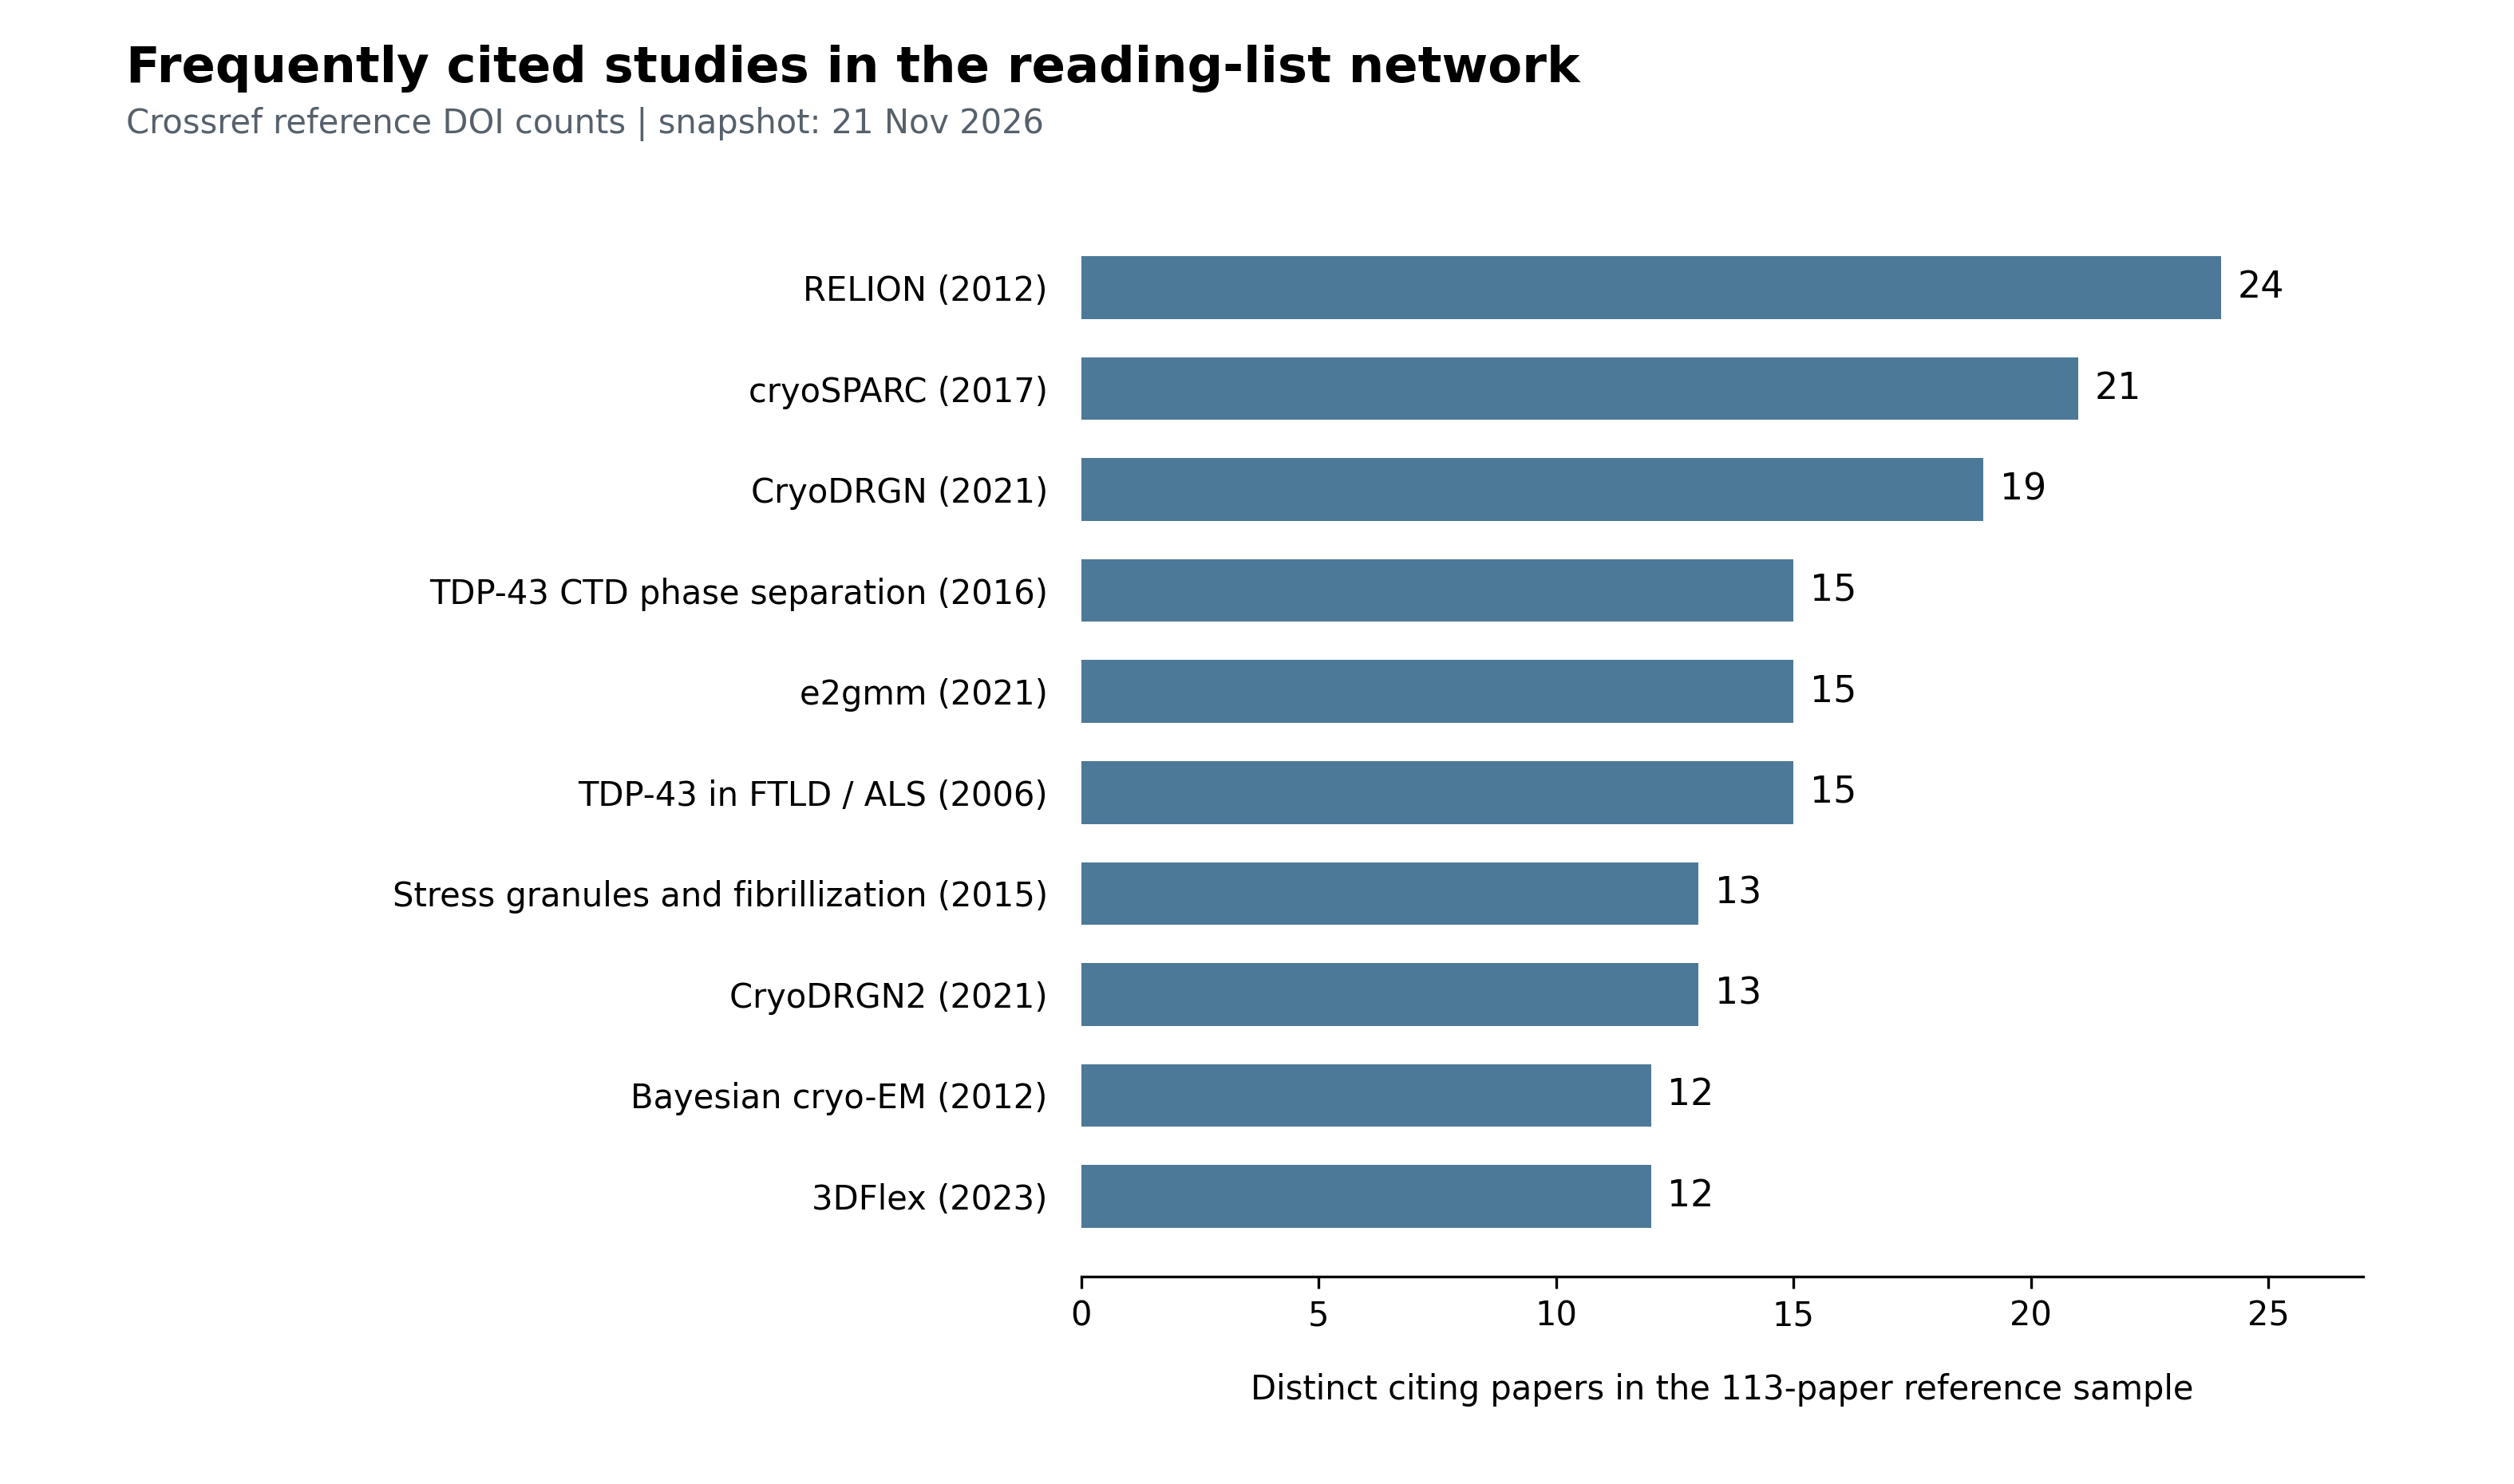 Frequently cited studies in the reading-list network
Crossref reference DOI counts | snapshot: 21 Nov 2026
RELION (2012) 24
cryoSPARC (2017) 21
CryoDRGN (2021) 19
TDP-43 CTD phase separation (2016) 15
e2gmm (2021) 15
TDP-43 in FTLD / ALS (2006) 15
Stress granules and fibrillization (2015) 13
CryoDRGN2 (2021) 13
Bayesian cryo-EM (2012) 12
3DFlex (2023) 12
0 5 10 15 20 25
Distinct citing papers in the 113-paper reference sample